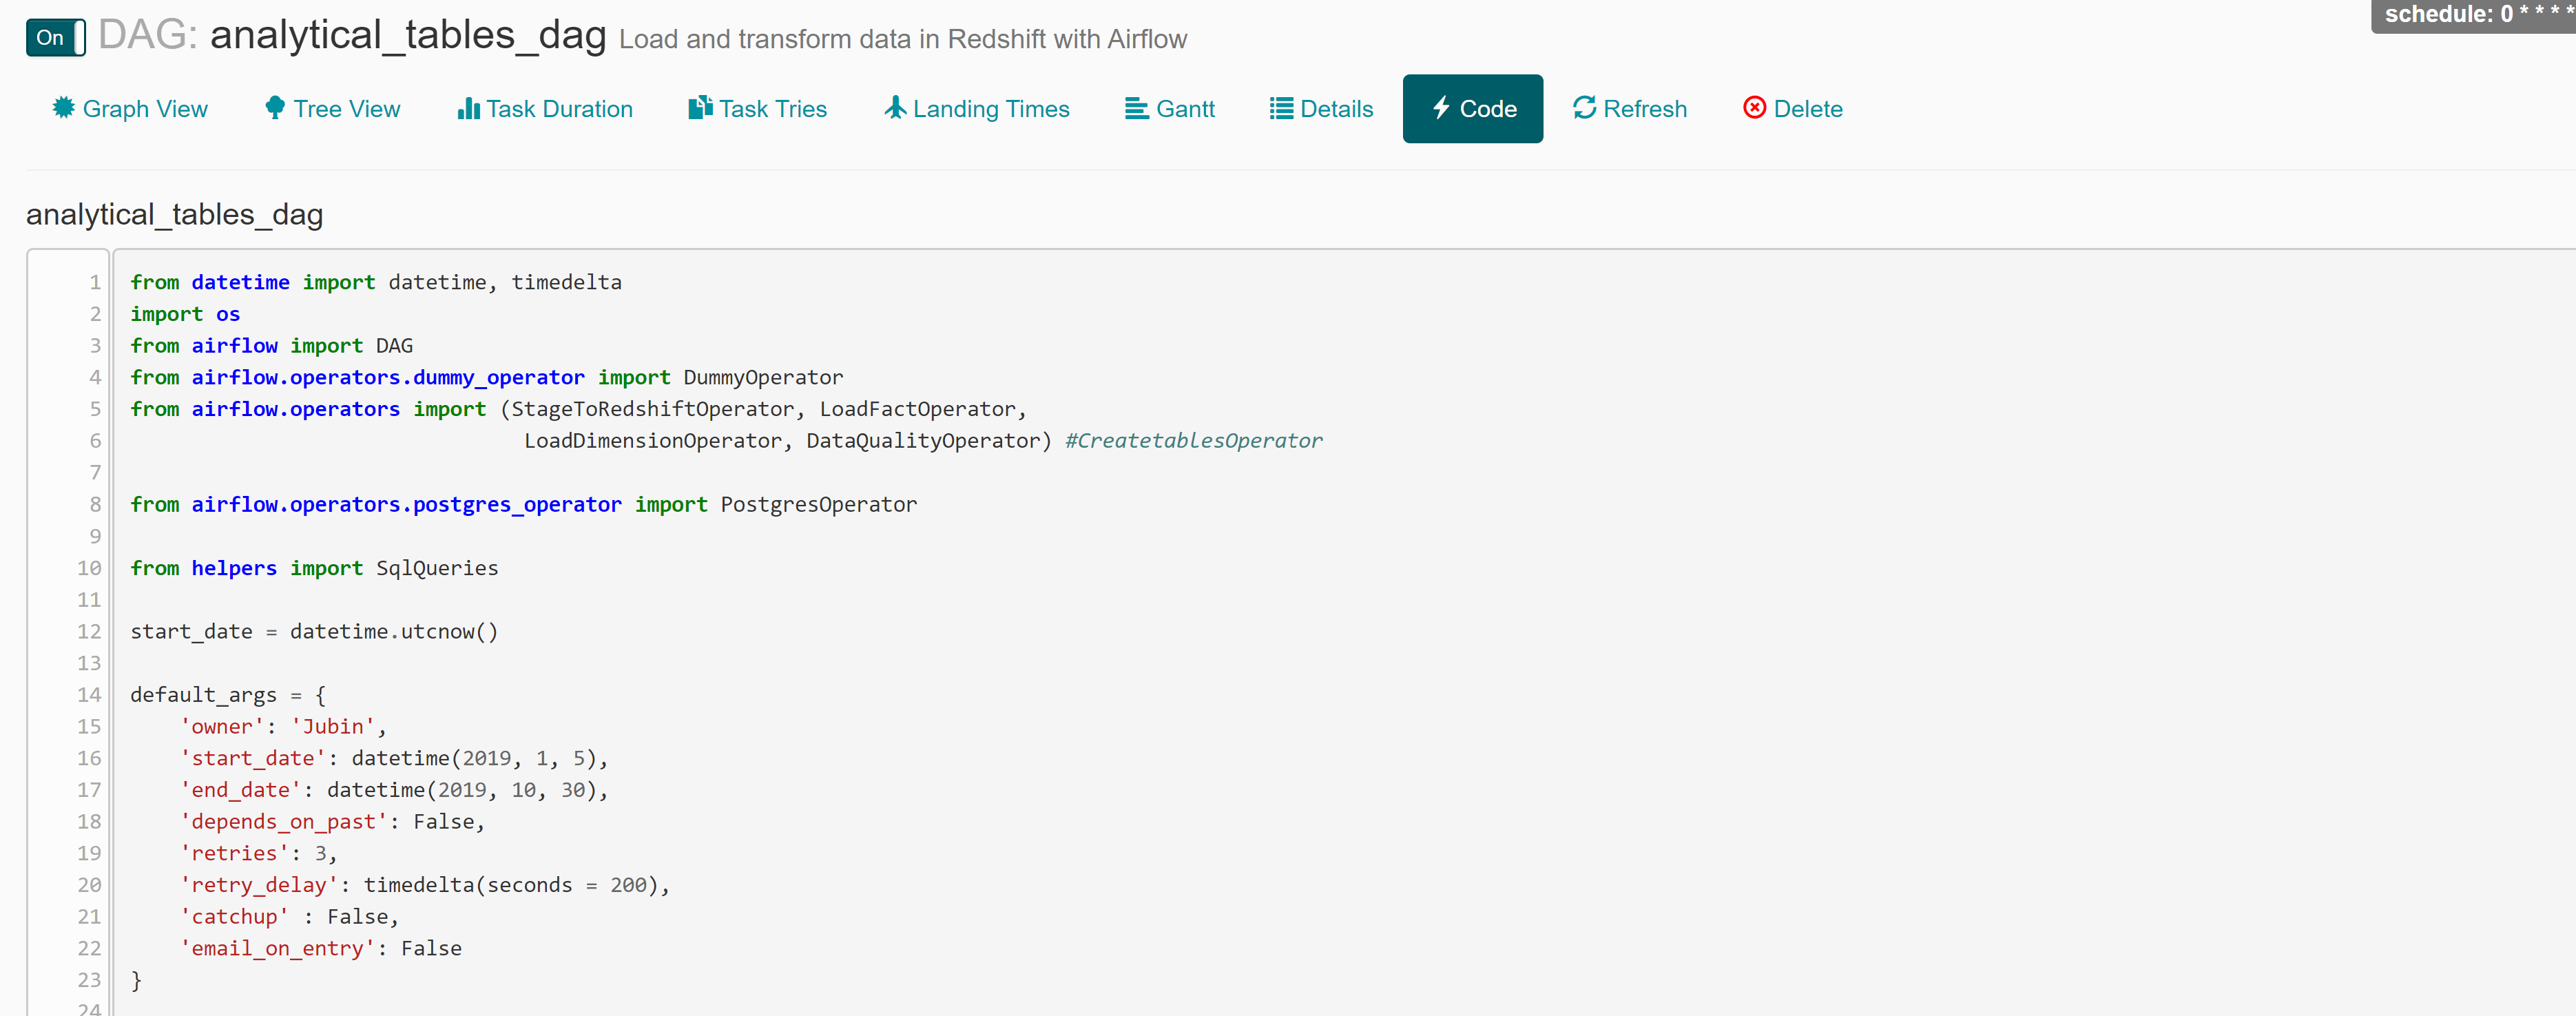 On DAG: analytical_tables_dag Load and transform data in Redshift with Airflow schedule: 0 * * * *
Graph View Tree View Task Duration Task Tries Landing Times Gantt Details Code Refresh Delete
analytical_tables_dag
1 from datetime import datetime, timedelta
2 import os
3 from airflow import DAG
4 from airflow.operators.dummy_operator import DummyOperator
5 from airflow.operators import (StageToRedshiftOperator, LoadFactOperator,
6 LoadDimensionOperator, DataQualityOperator) #CreatetablesOperator
7
8 from airflow.operators.postgres_operator import PostgresOperator
9
10 from helpers import SqlQueries
11
12 start_date = datetime.utcnow()
13
14 default_args = {
15 'owner': 'Jubin',
16 'start_date': datetime(2019, 1, 5),
17 'end_date': datetime(2019, 10, 30),
18 'depends_on_past': False,
19 'retries': 3,
20 'retry_delay': timedelta(seconds = 200),
21 'catchup' : False,
22 'email_on_entry': False
23 }
24